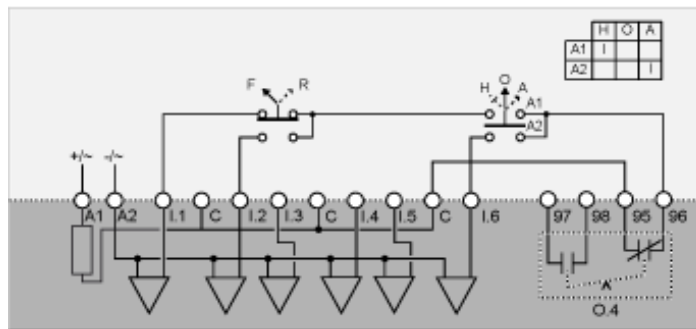 H O A
A1 I
A2 I
F R
H O A
A1
A2
+/~ -/~
A1 A2 I.1 C I.2 I.3 C I.4 I.5 C I.6 97 98 95 96
O.4